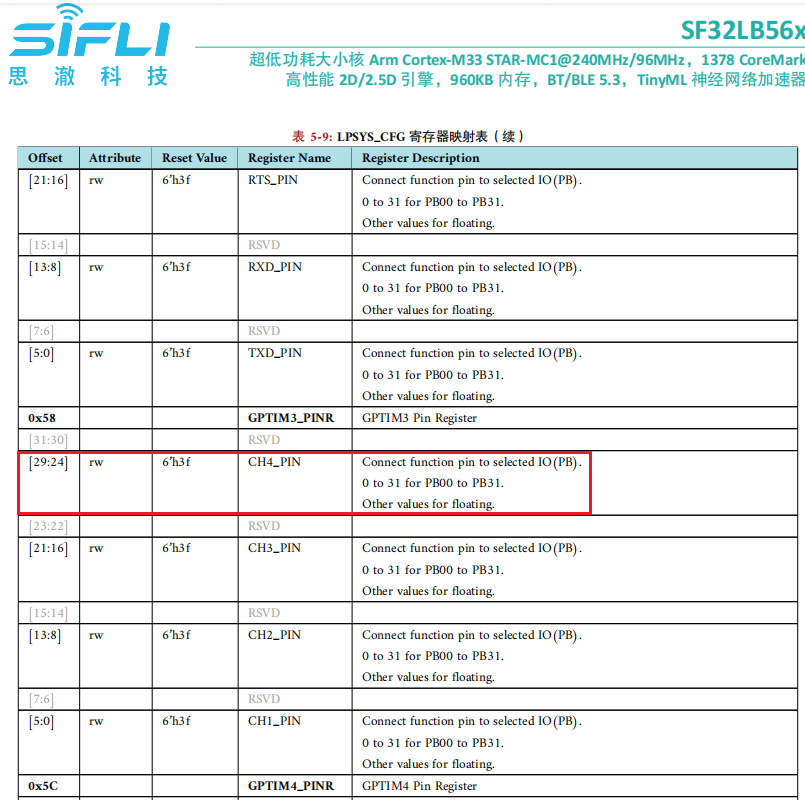 SiFLi
思 澈 科 技
SF32LB56x
超低功耗大小核 Arm Cortex-M33 STAR-MC1@240MHz/96MHz，1378 CoreMark
高性能 2D/2.5D 引擎，960KB 内存，BT/BLE 5.3，TinyML 神经网络加速器
表 5-9: LPSYS_CFG 寄存器映射表（续）
Offset Attribute Reset Value Register Name Register Description
[21:16] rw 6'h3f RTS_PIN Connect function pin to selected IO(PB).
0 to 31 for PB00 to PB31.
Other values for floating.
[15:14] RSVD
[13:8] rw 6'h3f RXD_PIN Connect function pin to selected IO(PB).
0 to 31 for PB00 to PB31.
Other values for floating.
[7:6] RSVD
[5:0] rw 6'h3f TXD_PIN Connect function pin to selected IO(PB).
0 to 31 for PB00 to PB31.
Other values for floating.
0x58 GPTIM3_PINR GPTIM3 Pin Register
[31:30] RSVD
[29:24] rw 6'h3f CH4_PIN Connect function pin to selected IO(PB).
0 to 31 for PB00 to PB31.
Other values for floating.
[23:22] RSVD
[21:16] rw 6'h3f CH3_PIN Connect function pin to selected IO(PB).
0 to 31 for PB00 to PB31.
Other values for floating.
[15:14] RSVD
[13:8] rw 6'h3f CH2_PIN Connect function pin to selected IO(PB).
0 to 31 for PB00 to PB31.
Other values for floating.
[7:6] RSVD
[5:0] rw 6'h3f CH1_PIN Connect function pin to selected IO(PB).
0 to 31 for PB00 to PB31.
Other values for floating.
0x5C GPTIM4_PINR GPTIM4 Pin Register